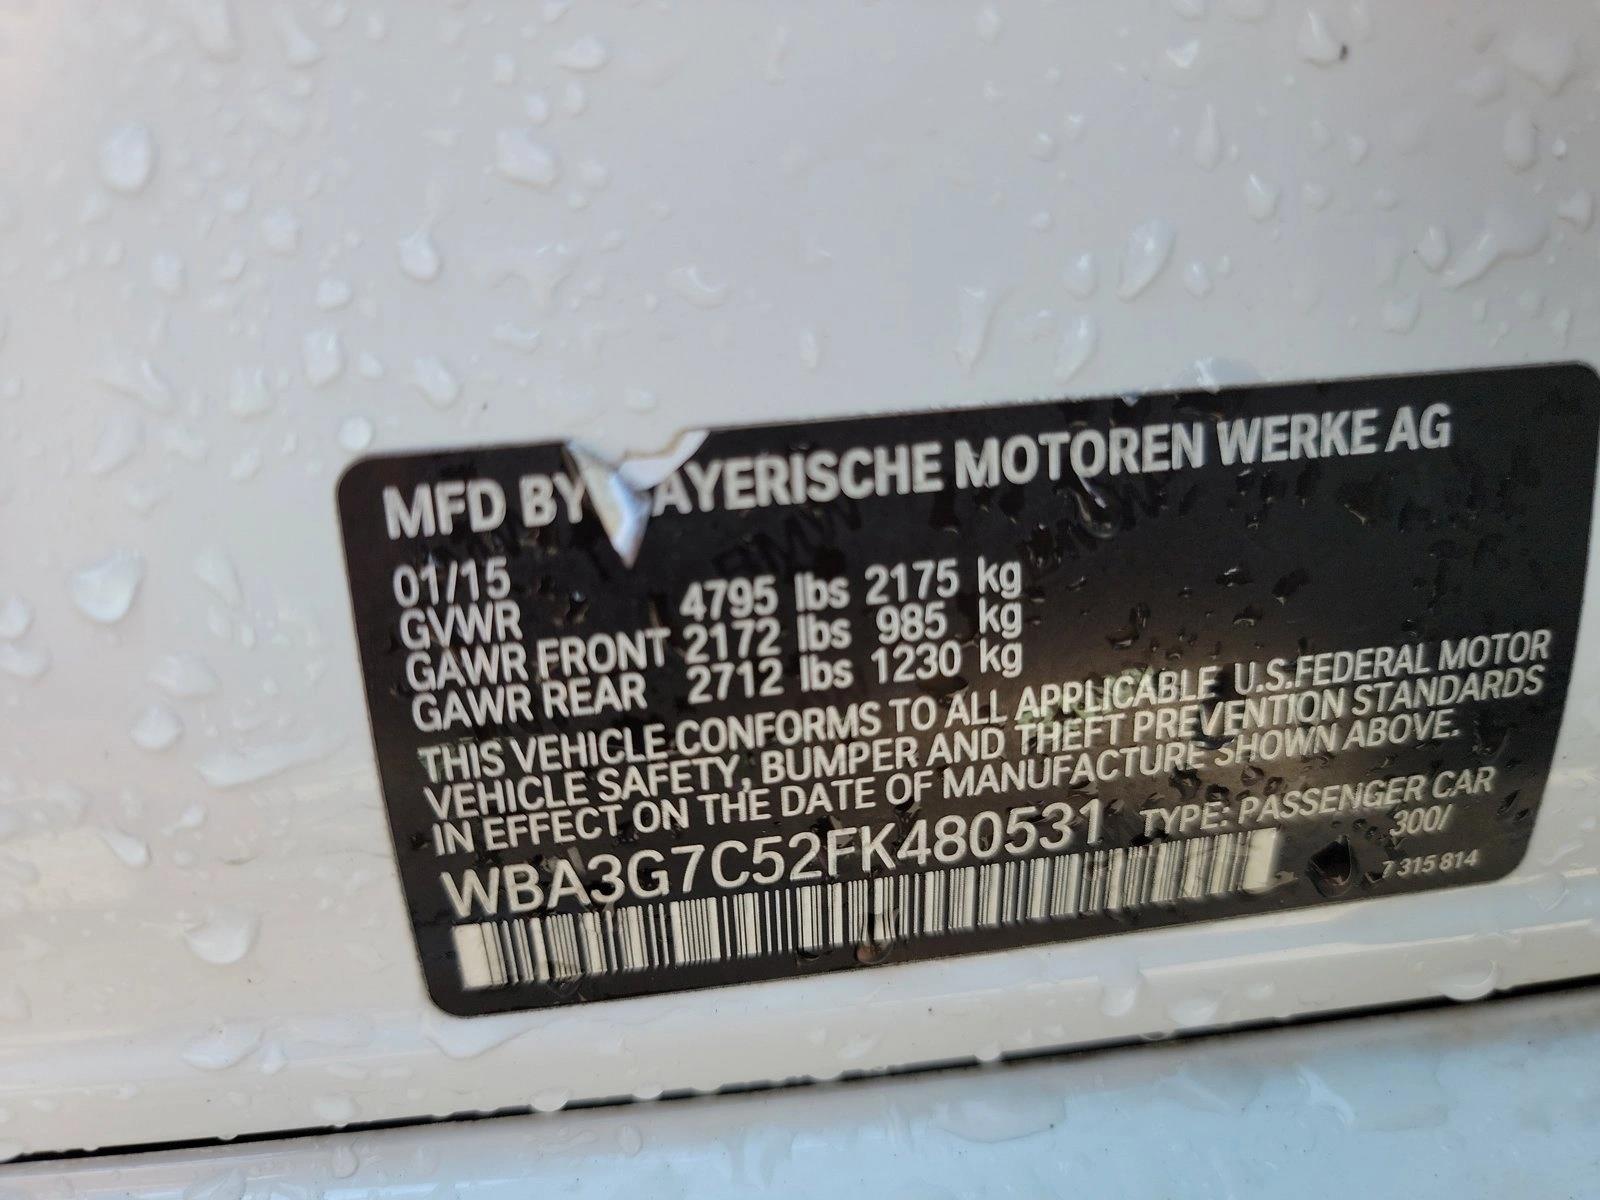 MFD BY AYERISCHE MOTOREN WERKE AG
01/15
GVWR 4795 lbs 2175 kg
GAWR FRONT 2172 lbs 985 kg
GAWR REAR 2712 lbs 1230 kg
THIS VEHICLE CONFORMS TO ALL APPLICABLE U.S.FEDERAL MOTOR
VEHICLE SAFETY, BUMPER AND THEFT PREVENTION STANDARDS
IN EFFECT ON THE DATE OF MANUFACTURE SHOWN ABOVE.
WBA3G7C52FK480531 TYPE: PASSENGER CAR
300/
7 315 814